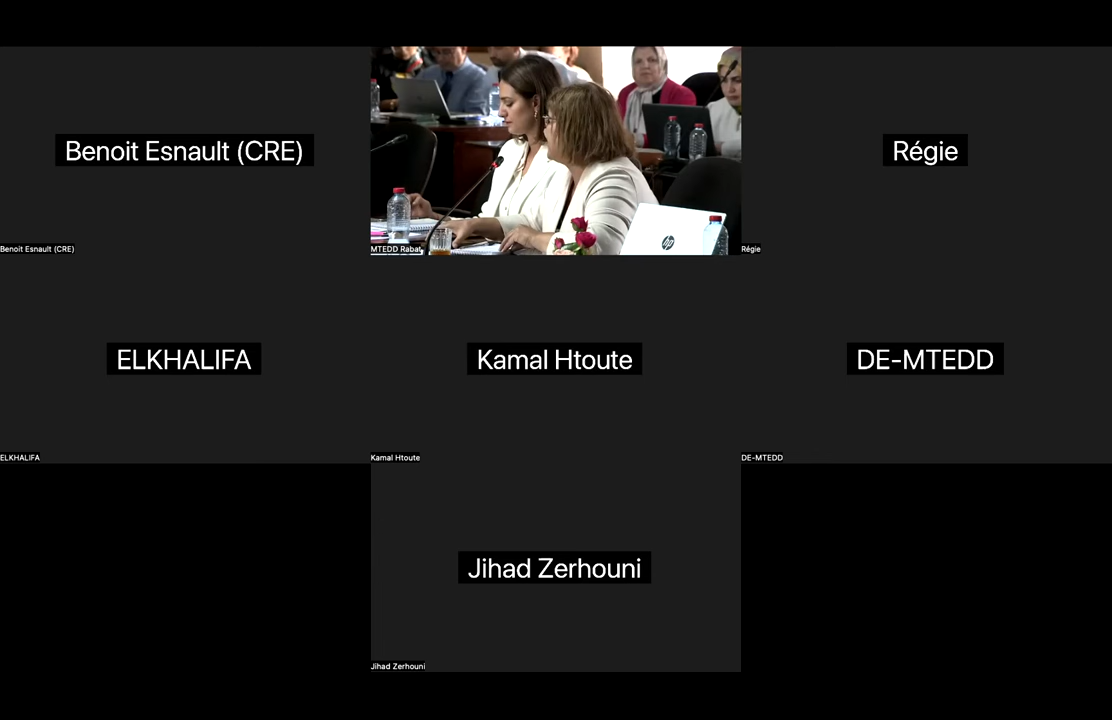 Benoit Esnault (CRE)
Régie
Benoit Esnault (CRE)
MTEDD Rabat
Régie
hp
ELKHALIFA
Kamal Htoute
DE-MTEDD
ELKHALIFA
Kamal Htoute
DE-MTEDD
Jihad Zerhouni
Jihad Zerhouni